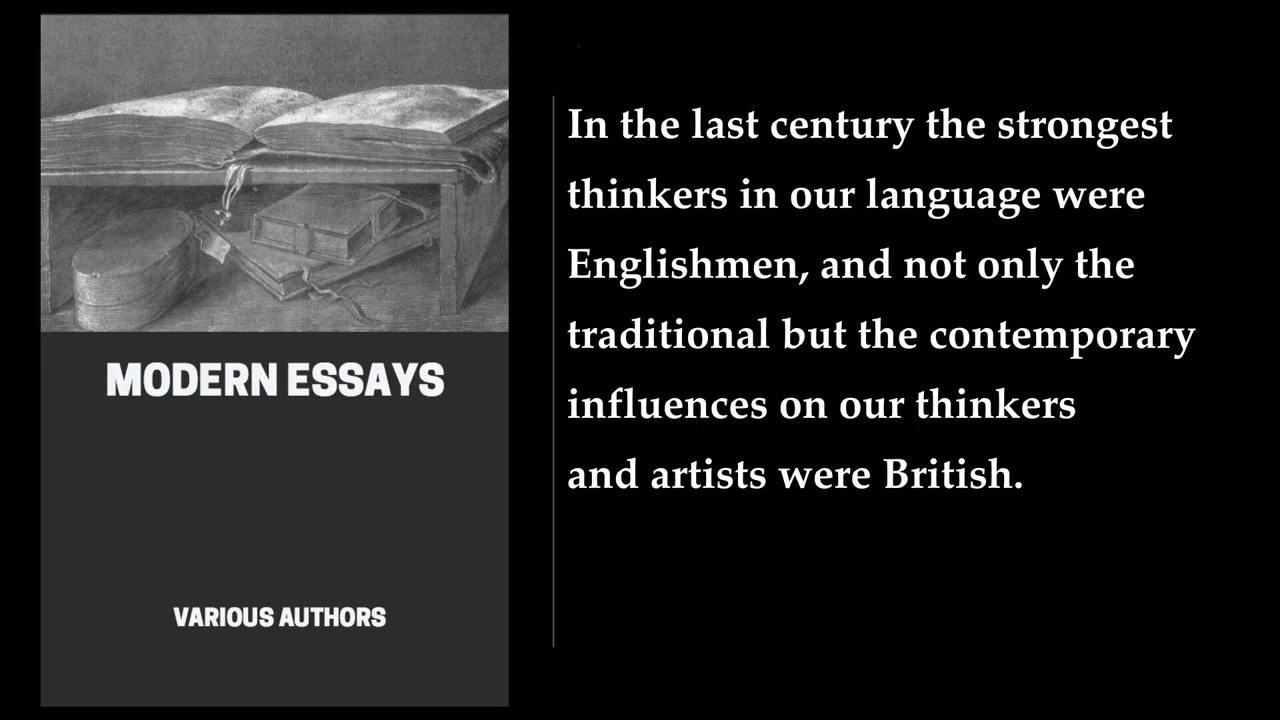 MODERN ESSAYS
VARIOUS AUTHORS
In the last century the strongest
thinkers in our language were
Englishmen, and not only the
traditional but the contemporary
influences on our thinkers
and artists were British.